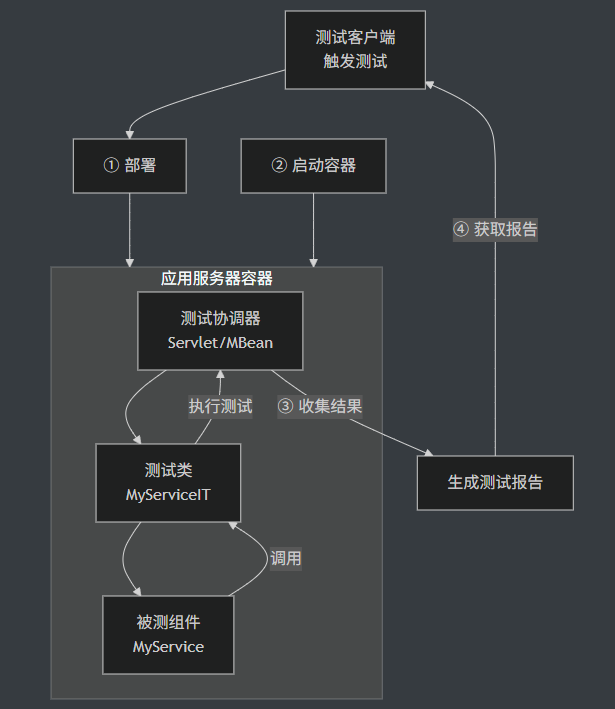 测试客户端
触发测试
① 部署
② 启动容器
④ 获取报告
应用服务器容器
测试协调器
Servlet/MBean
执行测试
③ 收集结果
测试类
MyServiceIT
生成测试报告
调用
被测组件
MyService